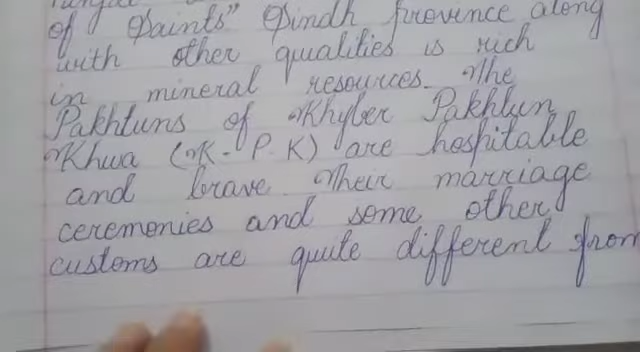 of Saints" Sindh province along
with other qualities is rich
in mineral resources. The
Pakhtuns of Khyber Pakhtun
Khwa (K.P.K) are hospitable
and brave. Their marriage
ceremonies and some other
customs are quite different from